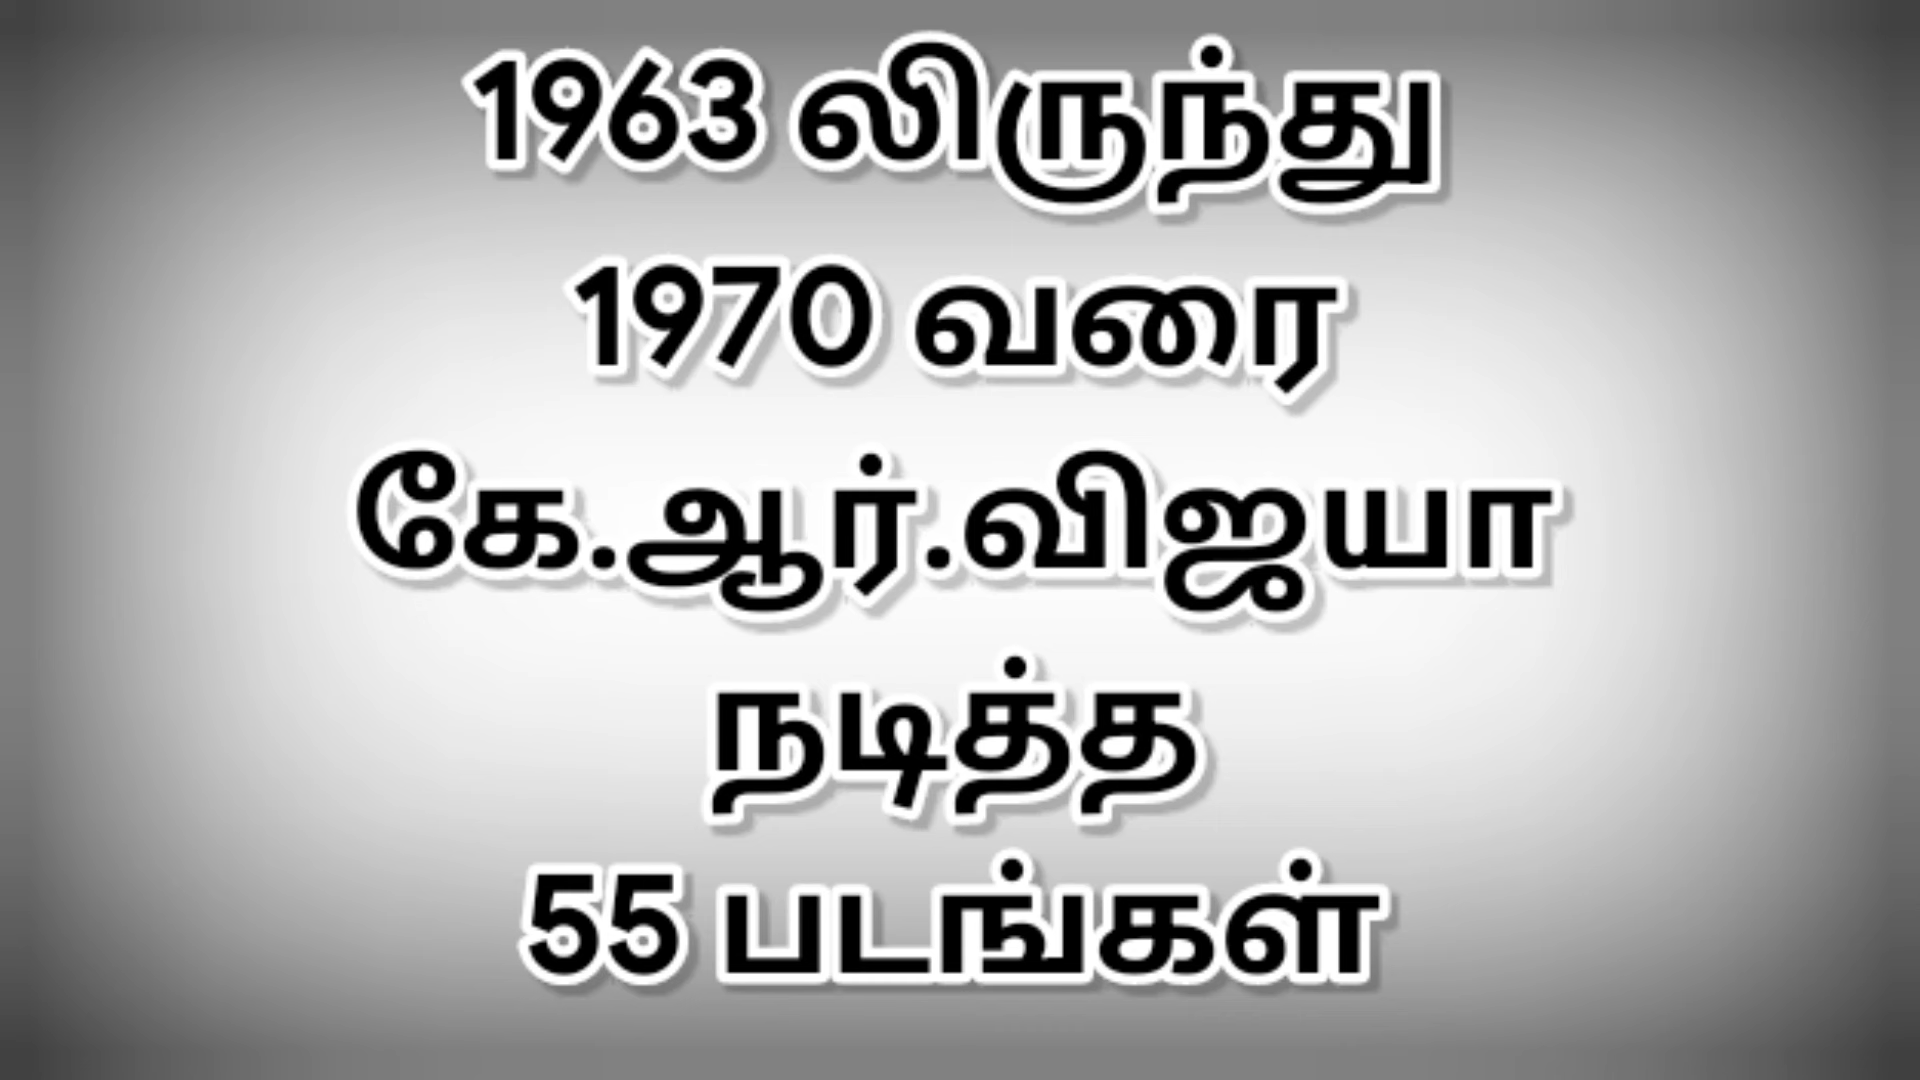 1963 லிருந்து
1970 வரை
கே.ஆர்.விஜயா
நடித்த
55 படங்கள்